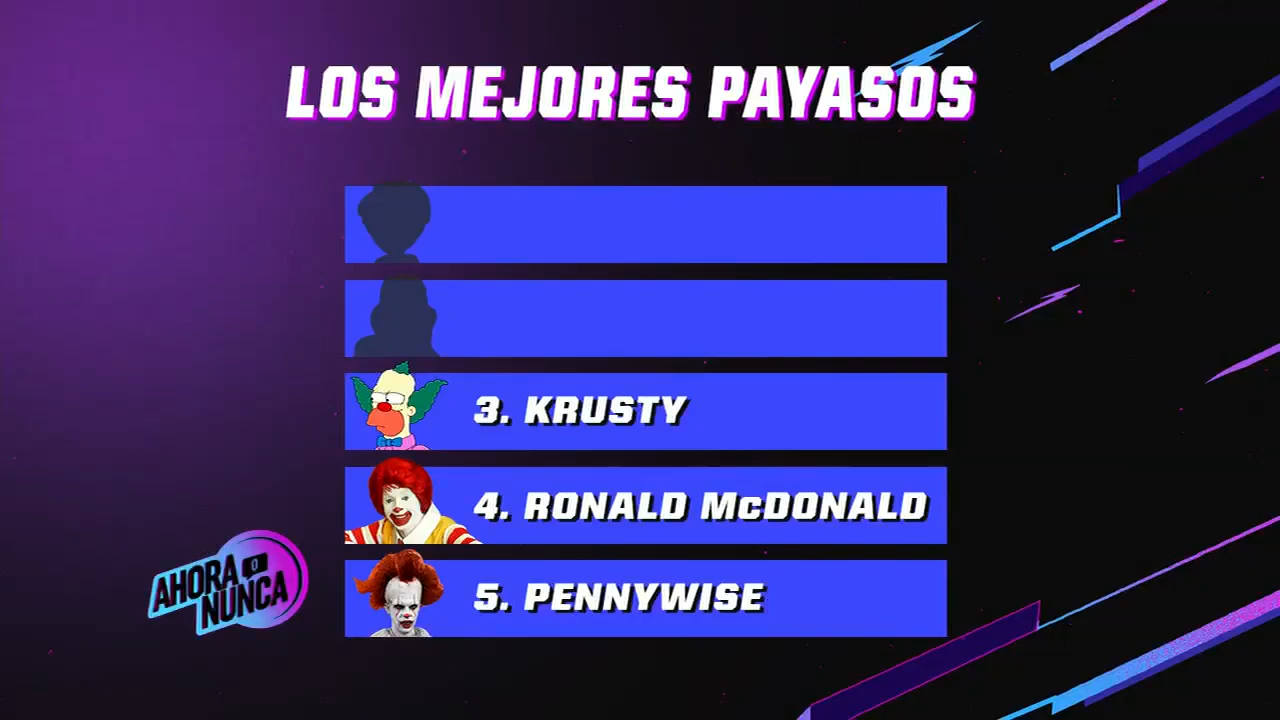 LOS MEJORES PAYASOS
3. KRUSTY
4. RONALD McDONALD
5. PENNYWISE
AHORA O
NUNCA